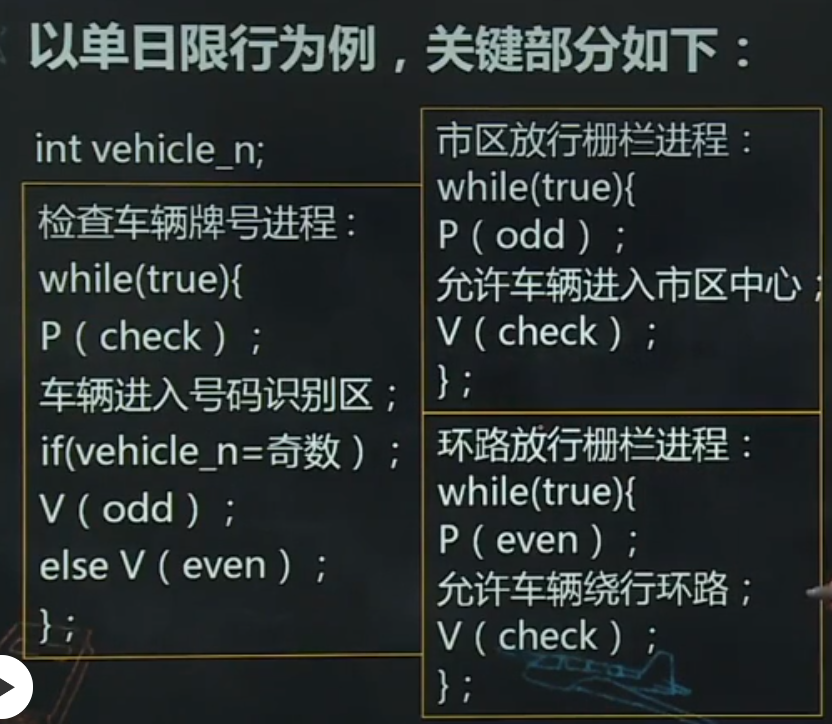 以单日限行为例，关键部分如下：
int vehicle_n;
检查车辆牌号进程：
while(true){
P（check）；
车辆进入号码识别区；
if(vehicle_n=奇数）；
V（odd）；
else V（even）；
}；
市区放行栅栏进程：
while(true){
P（odd）；
允许车辆进入市区中心；
V（check）；
}；
环路放行栅栏进程：
while(true){
P（even）；
允许车辆绕行环路；
V（check）；
}；